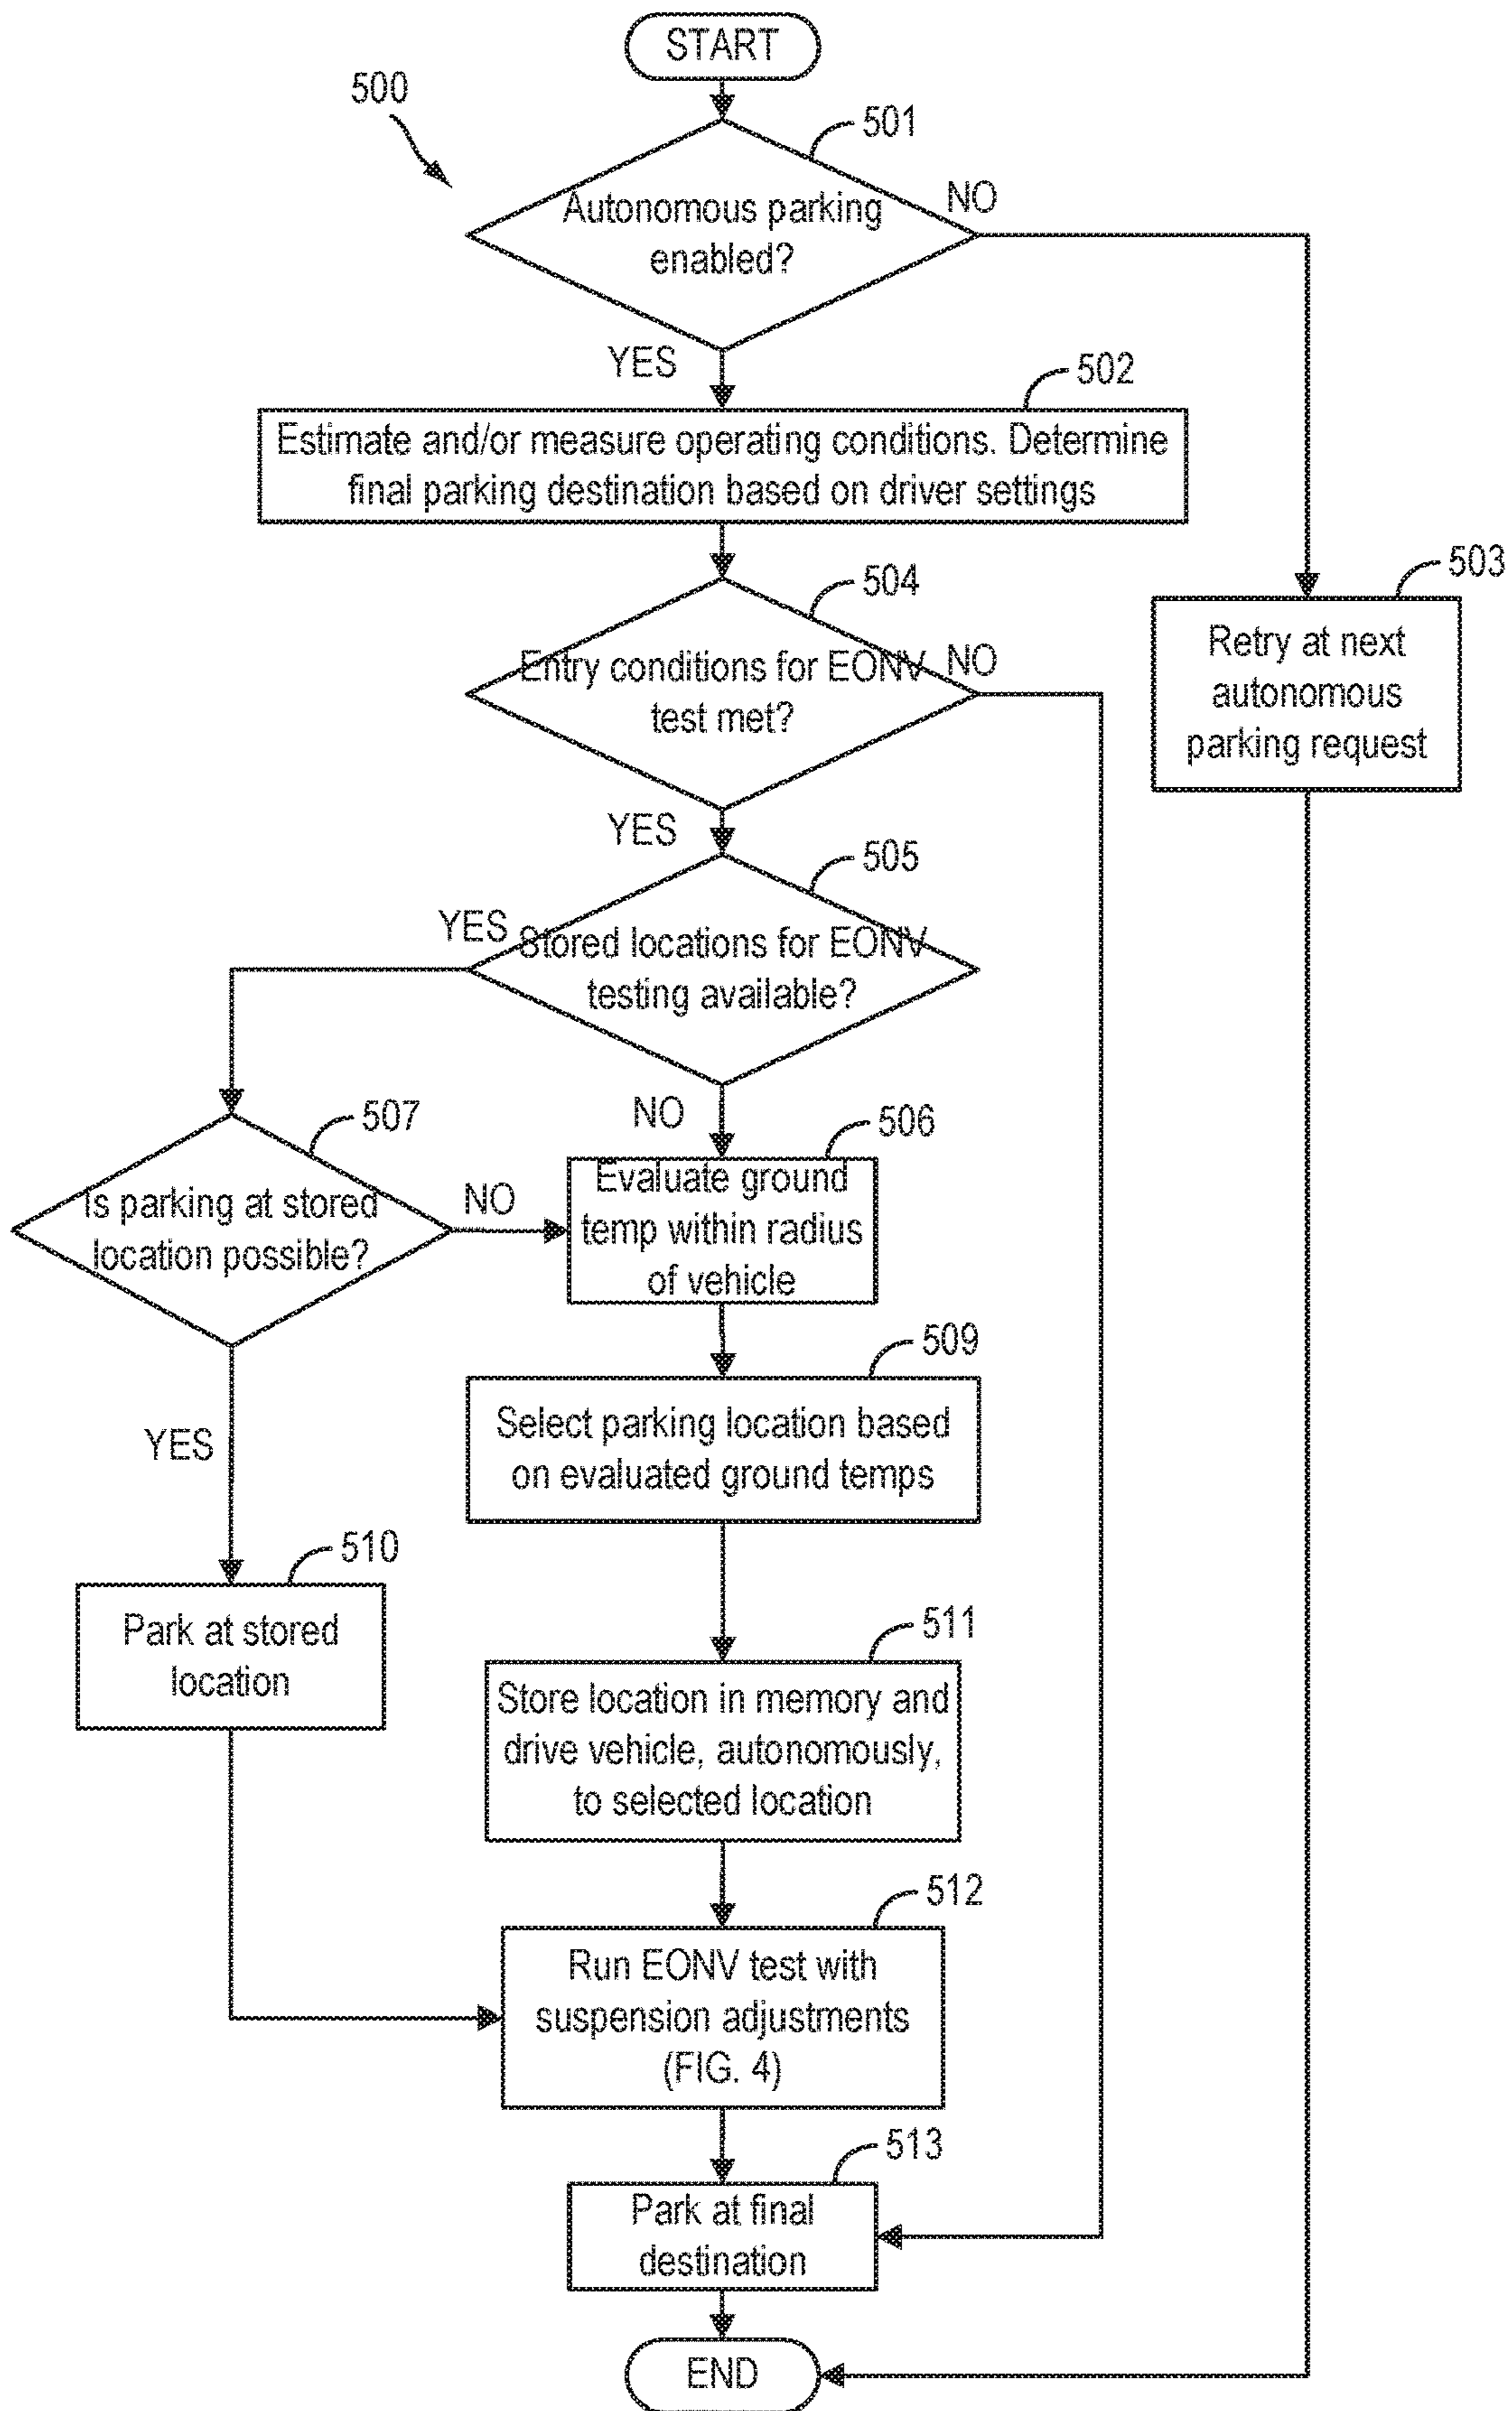 START
500
501
Autonomous parking
enabled?
NO
YES
502
Estimate and/or measure operating conditions. Determine
final parking destination based on driver settings
503
Retry at next
autonomous
parking request
504
Entry conditions for EONV
test met?
NO
YES
505
Stored locations for EONV
testing available?
YES
NO
507
Is parking at stored
location possible?
NO
506
Evaluate ground
temp within radius
of vehicle
509
Select parking location based
on evaluated ground temps
YES
510
Park at stored
location
511
Store location in memory and
drive vehicle, autonomously,
to selected location
512
Run EONV test with
suspension adjustments
(FIG. 4)
513
Park at final
destination
END